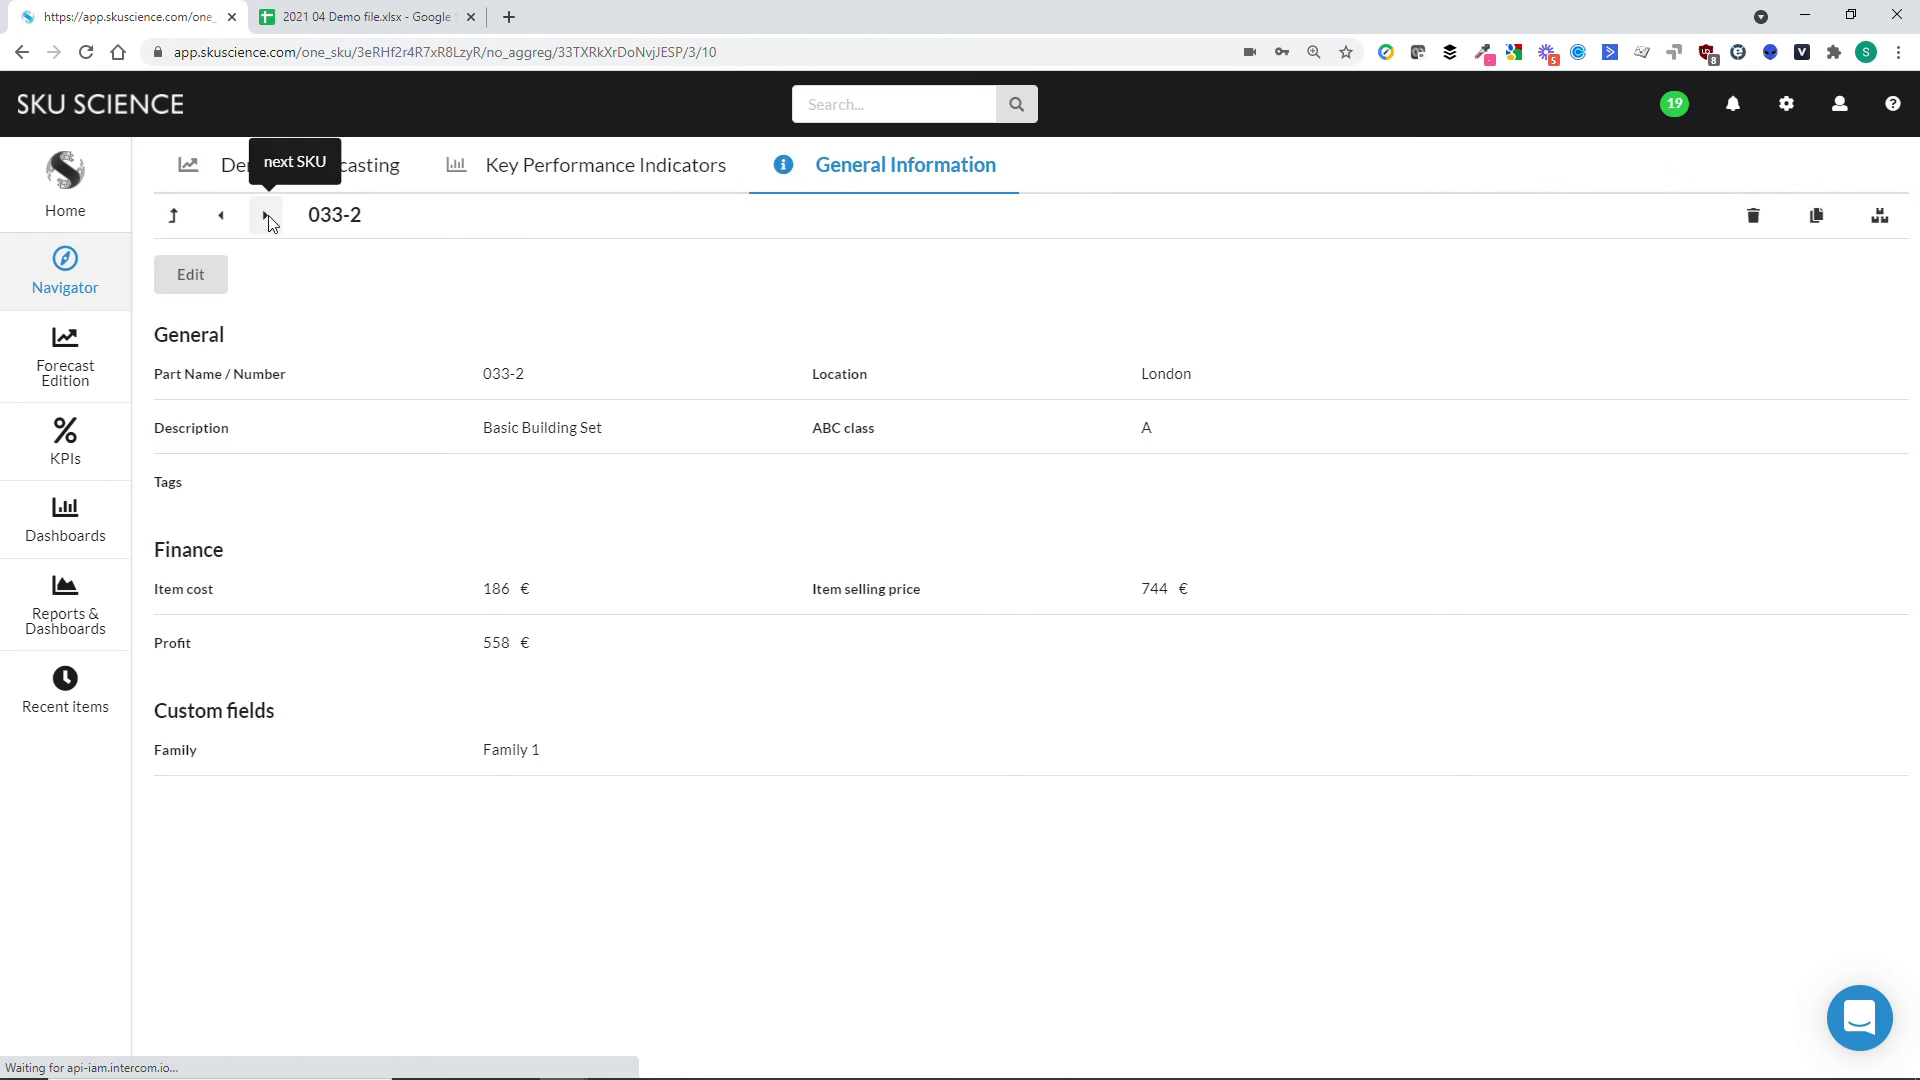 https://app.skuscience.com/one_
2021 04 Demo file.xlsx - Google
app.skuscience.com/one_sku/3eRHf2r4R7xR8LzyR/no_aggreg/33TXRkXrDoNvjJESP/3/10
5
8
S
SKU SCIENCE
Search...
19
Home
Navigator
Forecast
Edition
KPIs
Dashboards
Reports &
Dashboards
Recent items
next SKU
De
casting
Key Performance Indicators
General Information
033-2
Edit
General
Part Name / Number
033-2
Location
London
Description
Basic Building Set
ABC class
A
Tags
Finance
Item cost
186 €
Item selling price
744 €
Profit
558 €
Custom fields
Family
Family 1
Waiting for api-iam.intercom.io...